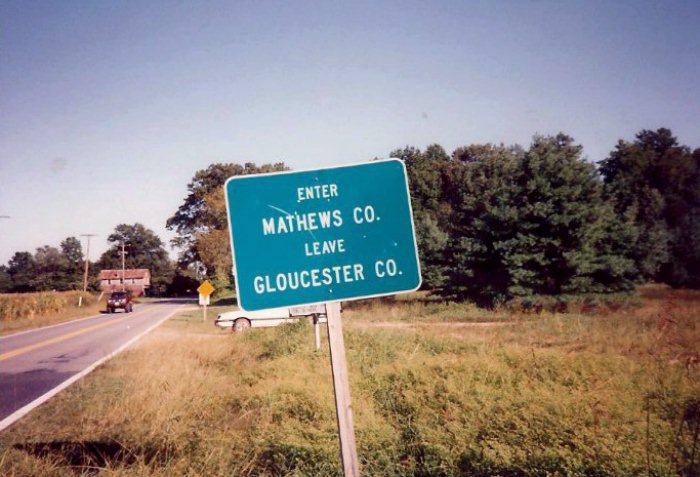 ENTER
MATHEWS CO.
LEAVE
GLOUCESTER CO.